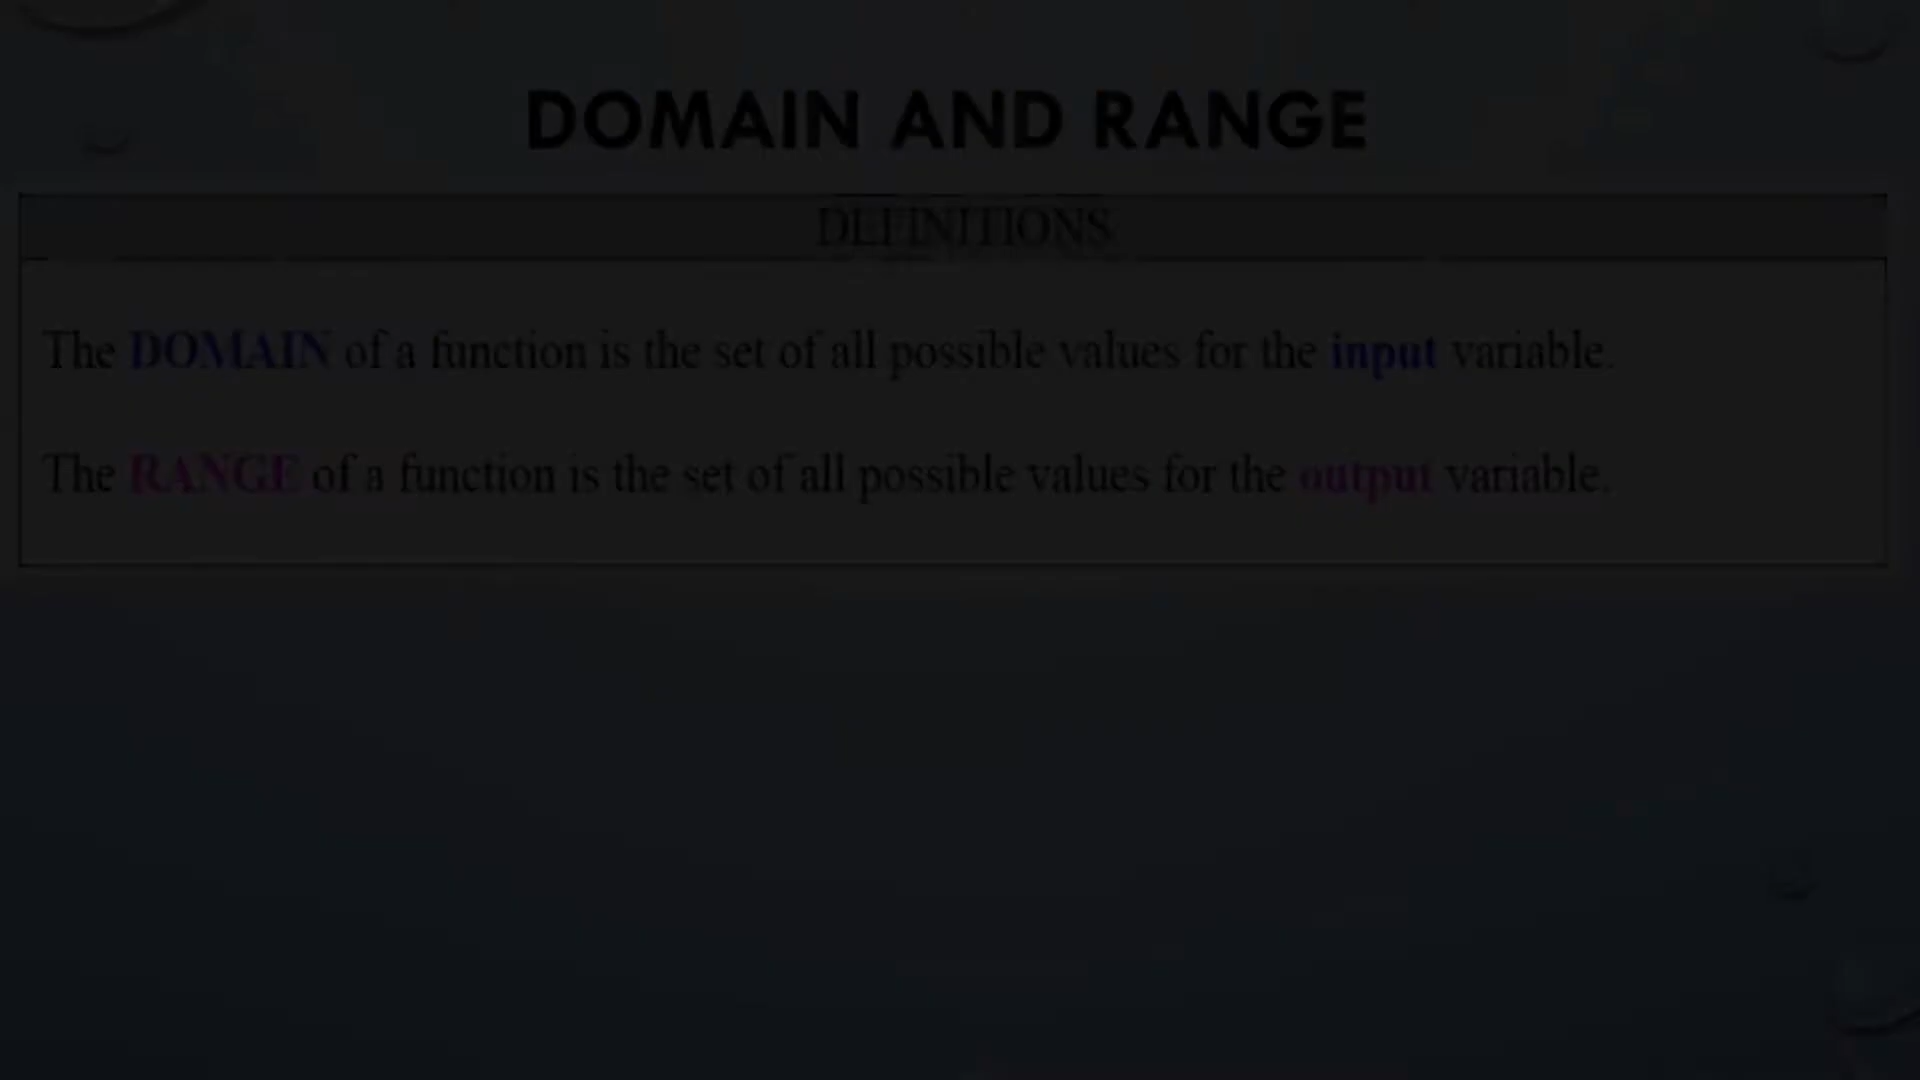 DOMAIN AND RANGE
DEFINITIONS
The DOMAIN of a function is the set of all possible values for the input variable.
The RANGE of a function is the set of all possible values for the output variable.